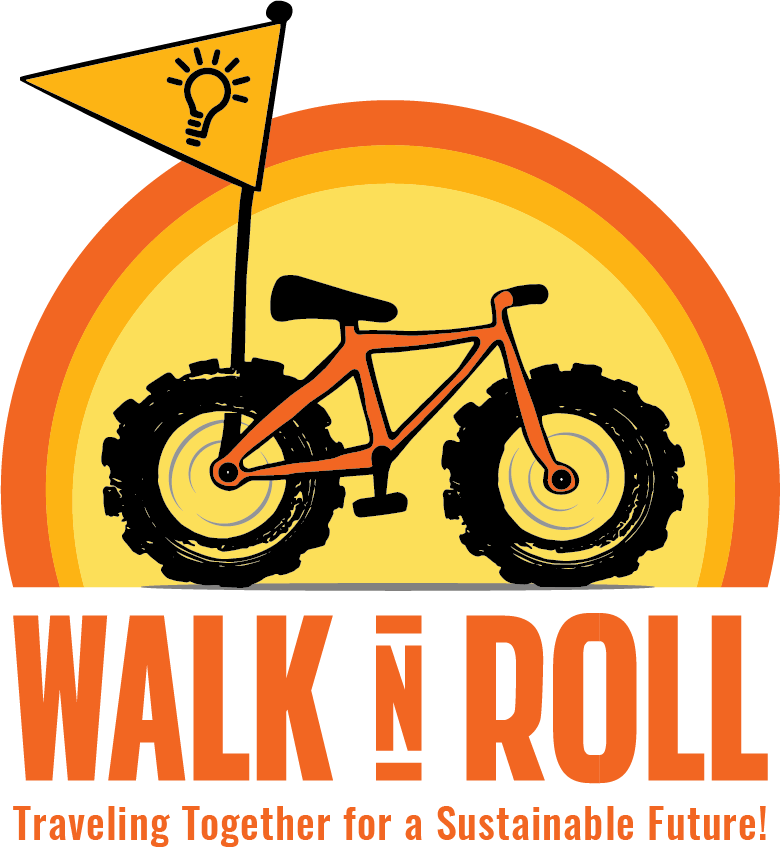 WALK N ROLL
Traveling Together for a Sustainable Future!